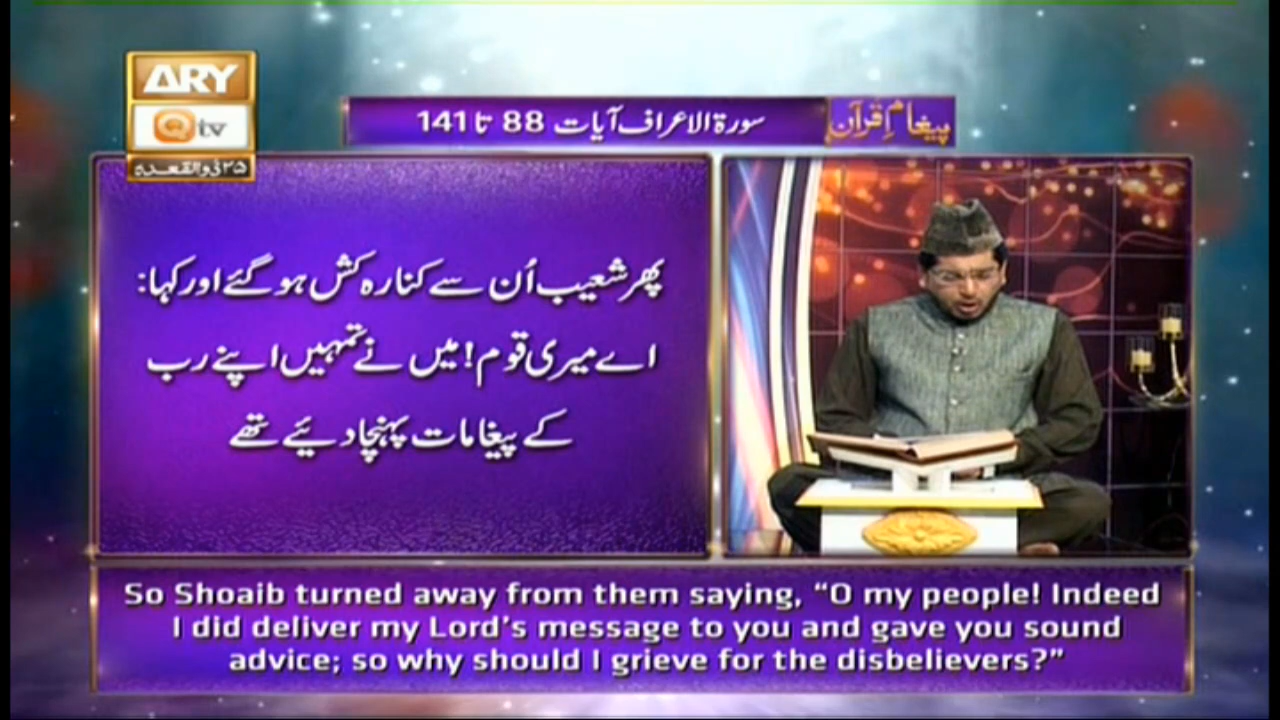 ARY
Qtv
۲۵ ذوالقعدہ
سورۃ الاعراف آیات 88 تا 141
پیغامِ قرآن
پھر شعیب اُن سے کنارہ کش ہو گئے اور کہا:
اے میری قوم! میں نے تمہیں اپنے رب
کے پیغامات پہنچا دیئے تھے
So Shoaib turned away from them saying, “O my people! Indeed
I did deliver my Lord’s message to you and gave you sound
advice; so why should I grieve for the disbelievers?”